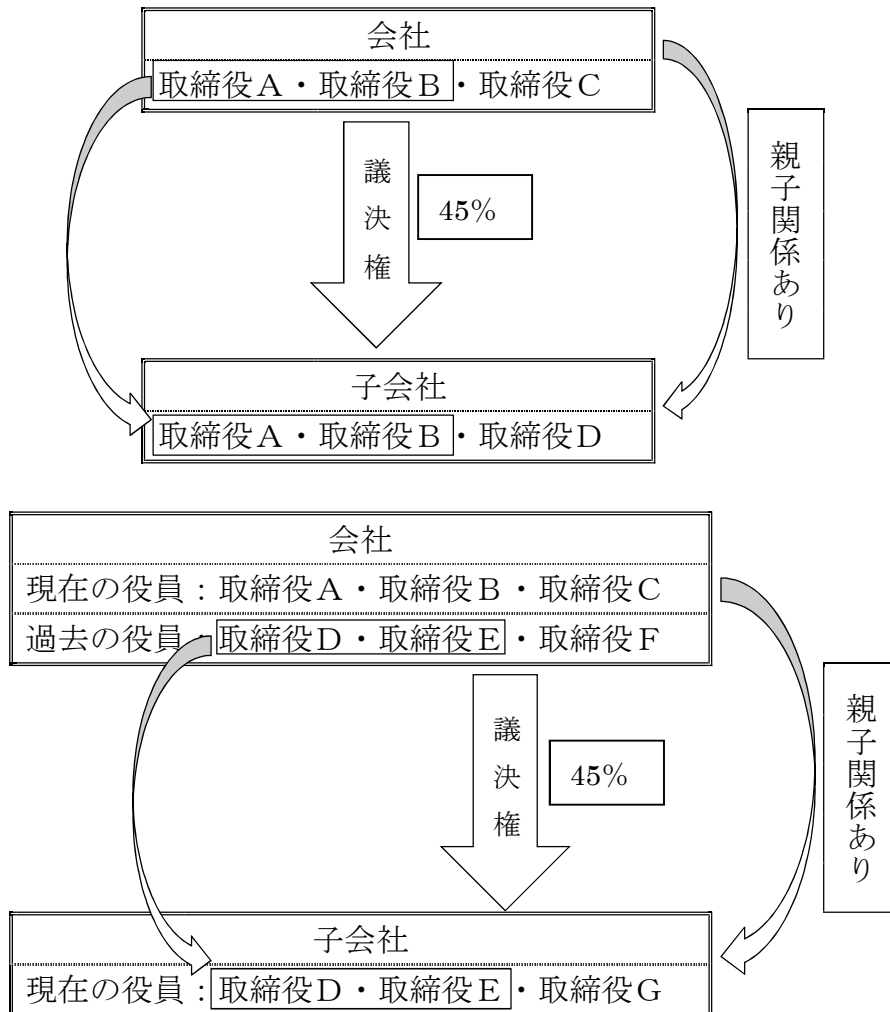 会社
取締役A・取締役B・取締役C
議決権
45%
親子関係あり
子会社
取締役A・取締役B・取締役D
会社
現在の役員：取締役A・取締役B・取締役C
過去の役員：取締役D・取締役E・取締役F
議決権
45%
親子関係あり
子会社
現在の役員：取締役D・取締役E・取締役G